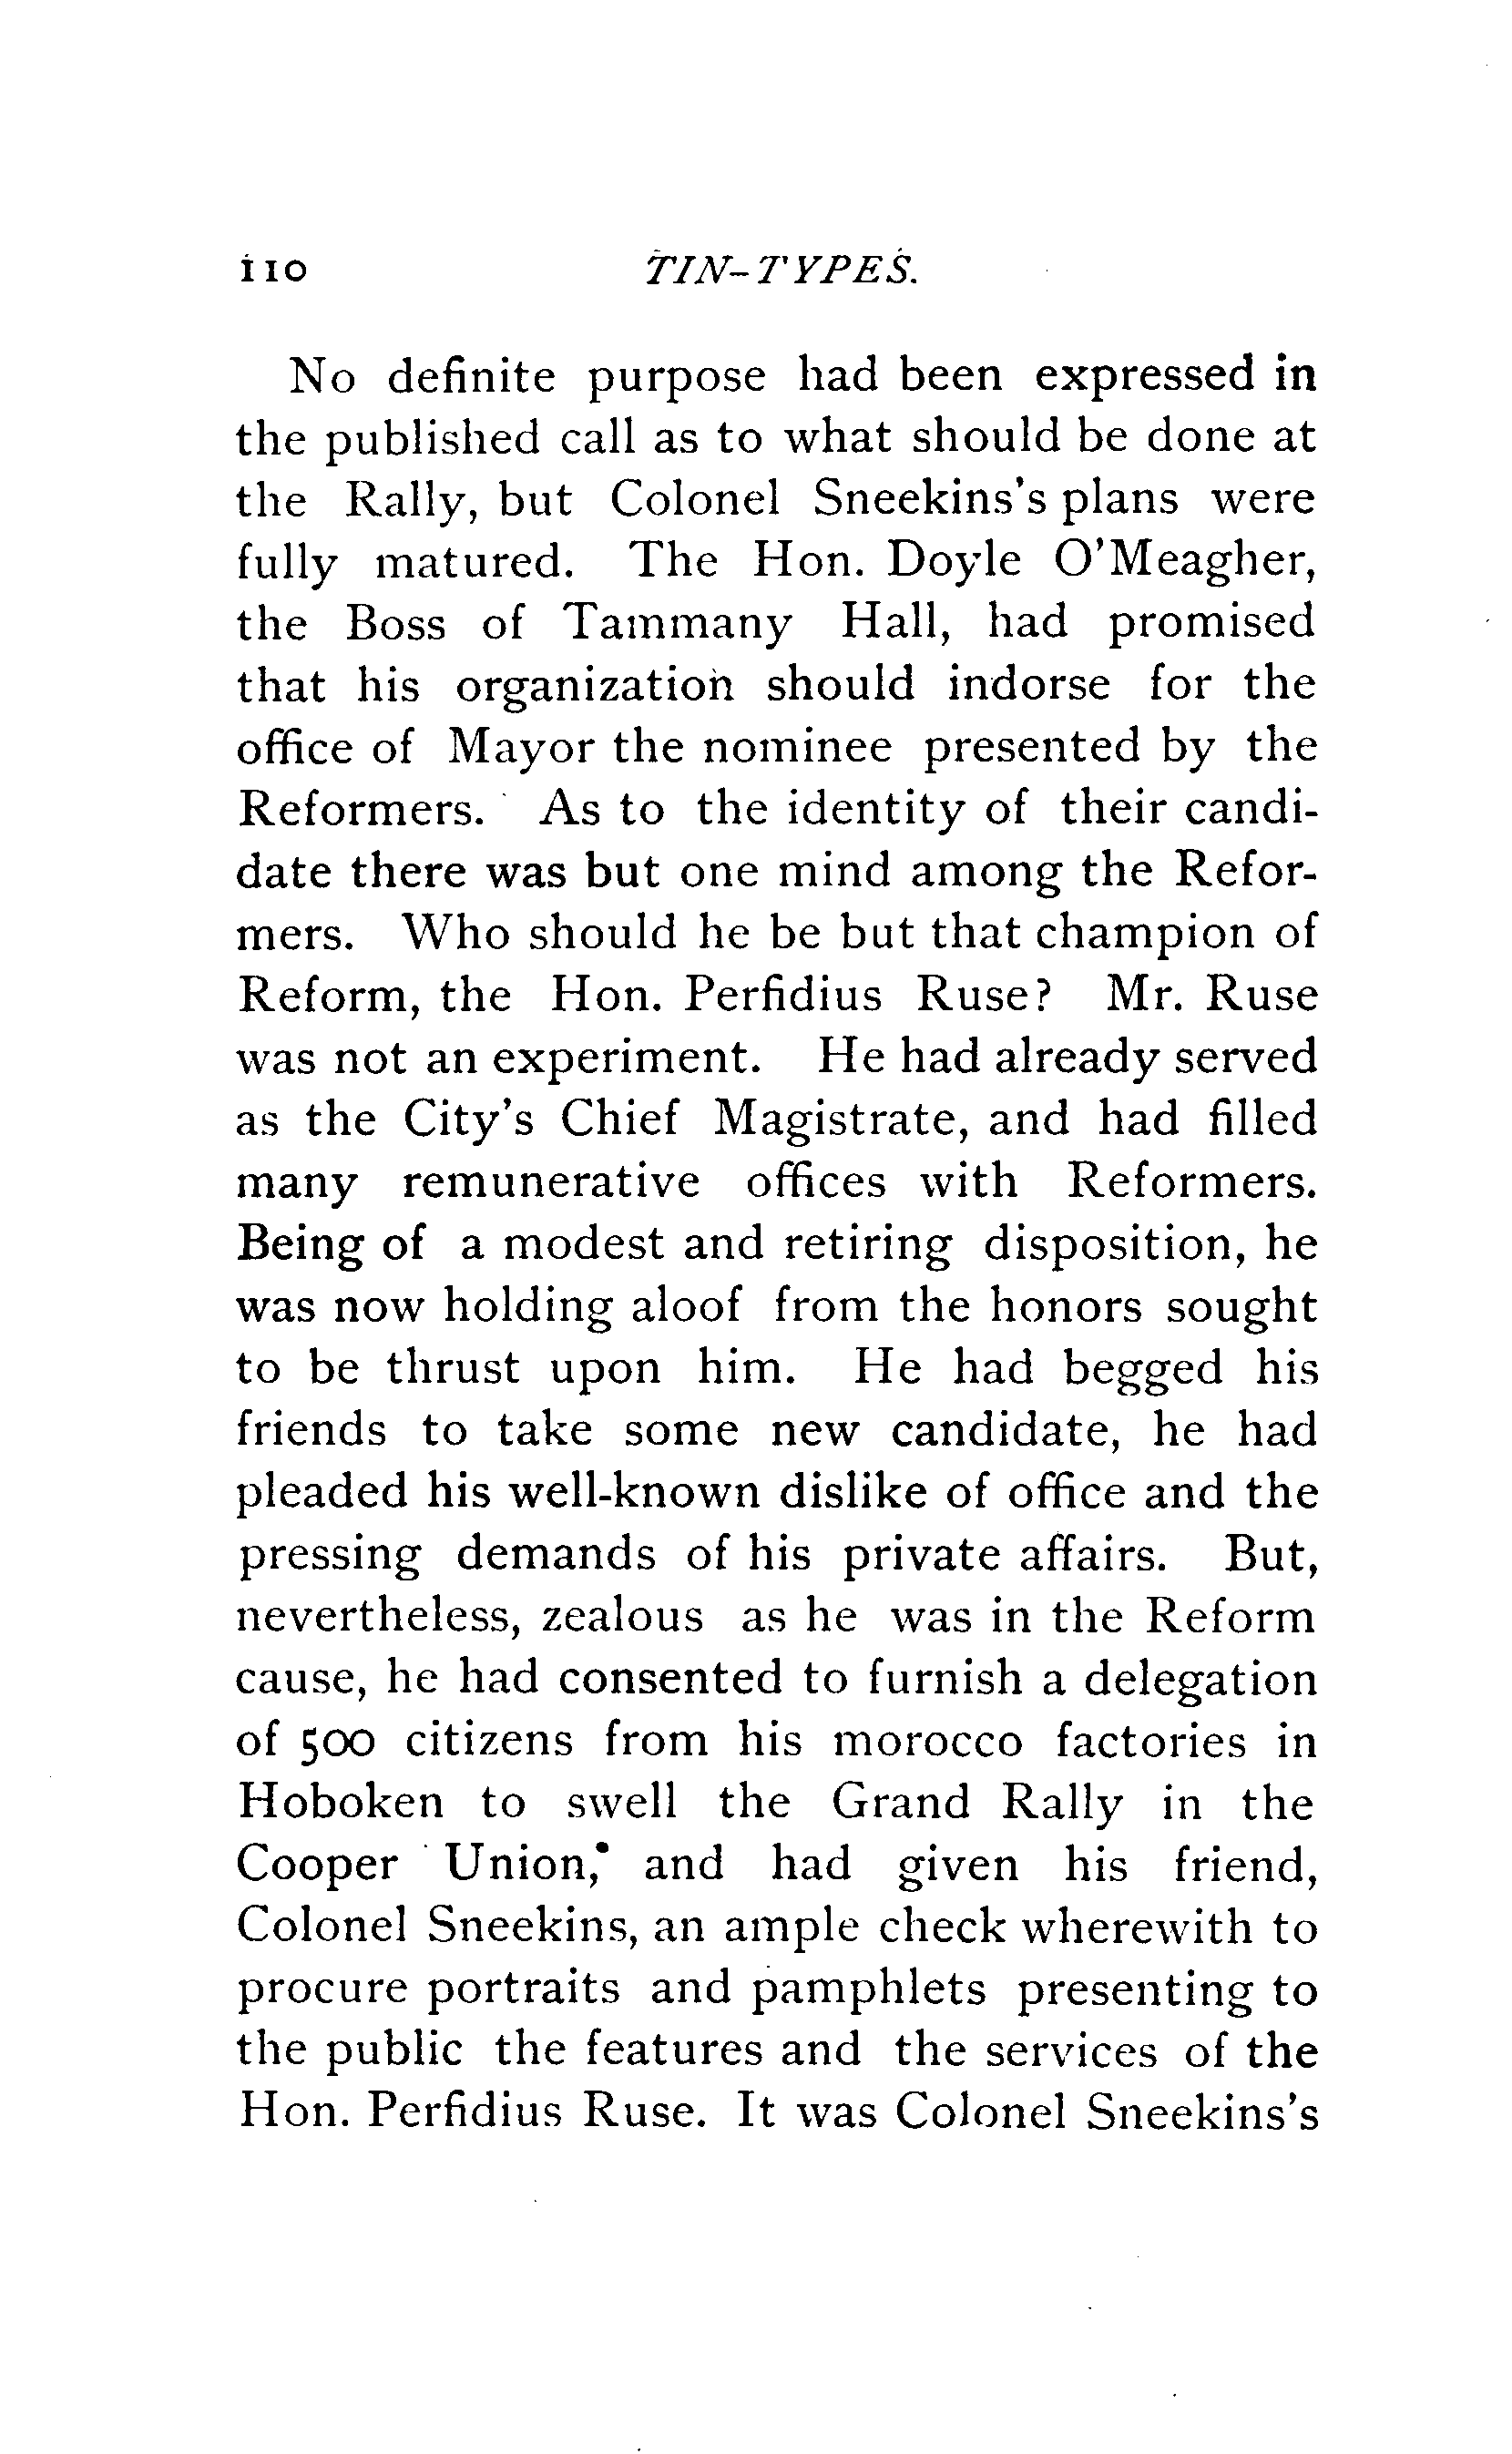 110 TIN-TYPES.
No definite purpose had been expressed in
the published call as to what should be done at
the Rally, but Colonel Sneekins's plans were
fully matured. The Hon. Doyle O'Meagher,
the Boss of Tammany Hall, had promised
that his organization should indorse for the
office of Mayor the nominee presented by the
Reformers. As to the identity of their candi-
date there was but one mind among the Refor-
mers. Who should he be but that champion of
Reform, the Hon. Perfidius Ruse? Mr. Ruse
was not an experiment. He had already served
as the City's Chief Magistrate, and had filled
many remunerative offices with Reformers.
Being of a modest and retiring disposition, he
was now holding aloof from the honors sought
to be thrust upon him. He had begged his
friends to take some new candidate, he had
pleaded his well-known dislike of office and the
pressing demands of his private affairs. But,
nevertheless, zealous as he was in the Reform
cause, he had consented to furnish a delegation
of 500 citizens from his morocco factories in
Hoboken to swell the Grand Rally in the
Cooper Union, and had given his friend,
Colonel Sneekins, an ample check wherewith to
procure portraits and pamphlets presenting to
the public the features and the services of the
Hon. Perfidius Ruse. It was Colonel Sneekins's